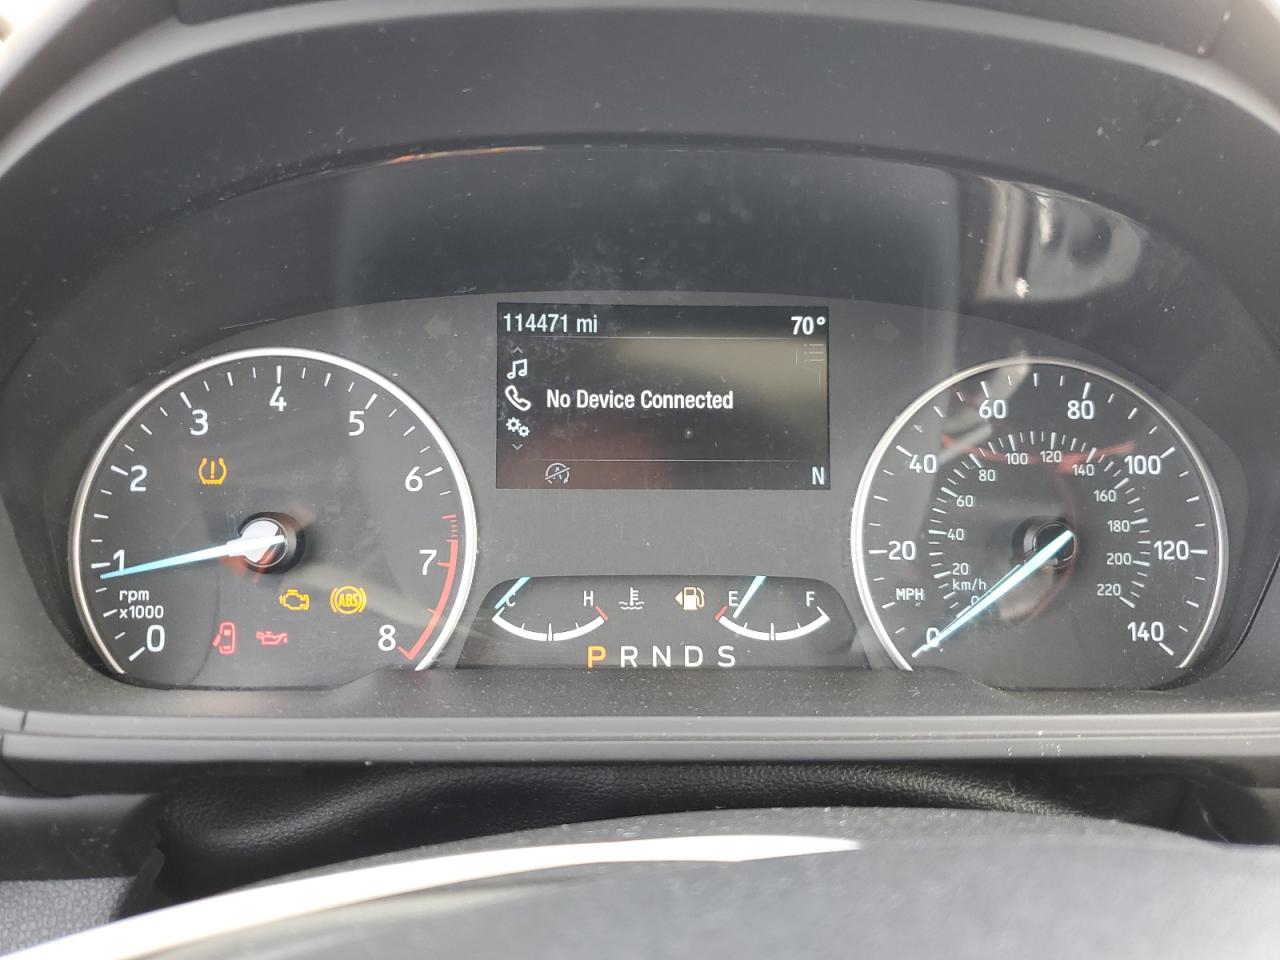 114471 mi 70°
No Device Connected
N
0 1 2 3 4 5 6 7 8
rpm
x1000
!
ABS
C H
E F
P R N D S
0 20 40 60 80 100 120 140
MPH
20 40 60 80 100 120 140 160 180 200 220
km/h